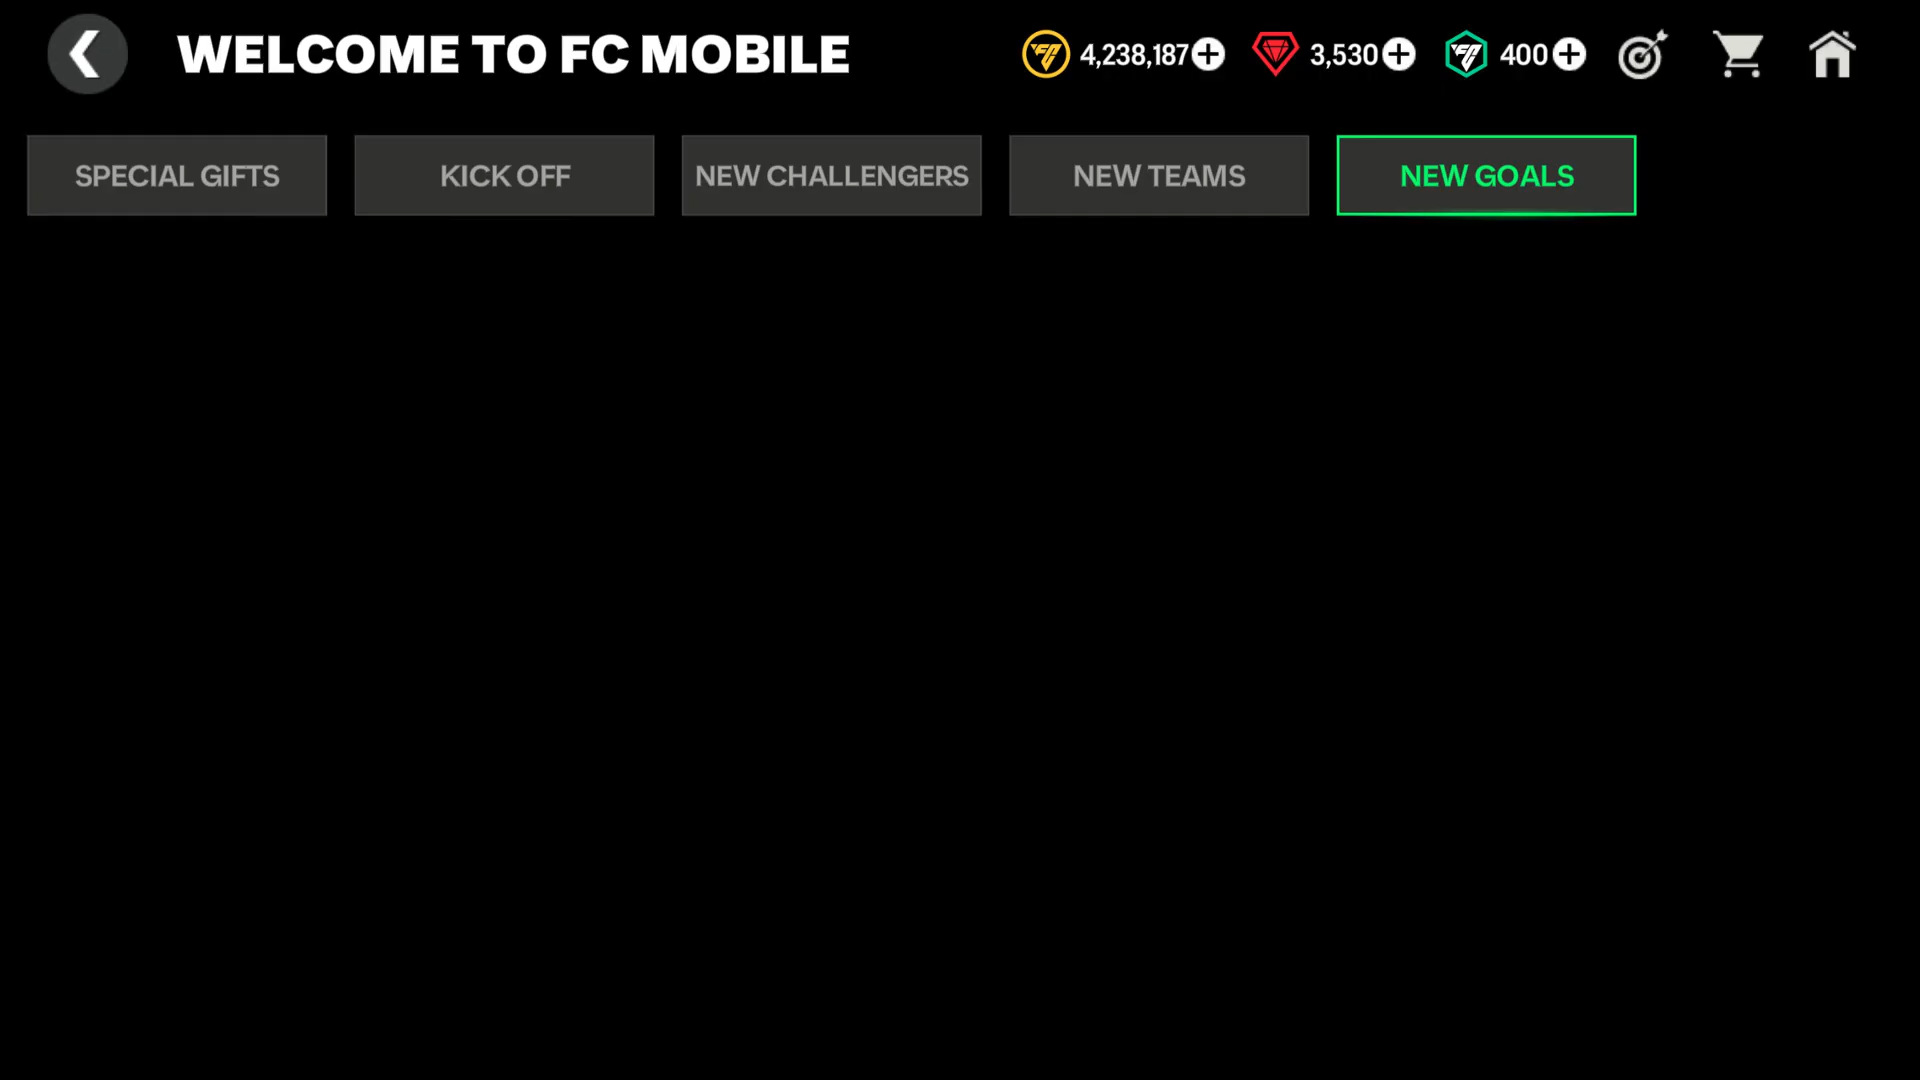 WELCOME TO FC MOBILE
4,238,187
3,530
400
SPECIAL GIFTS
KICK OFF
NEW CHALLENGERS
NEW TEAMS
NEW GOALS